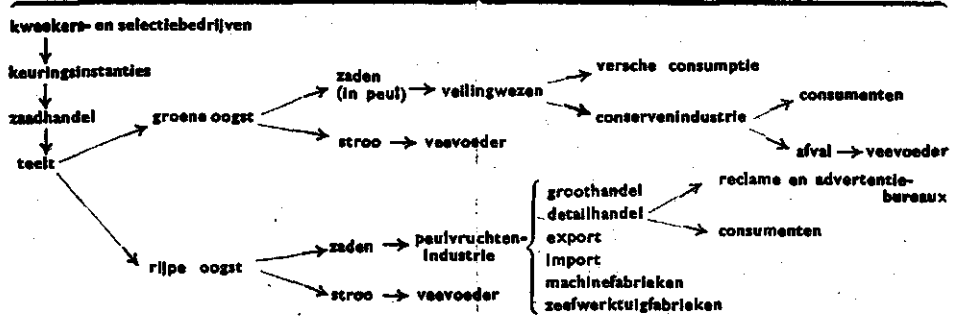 kweekers- en selectiebedrijven
keuringsinstanties
zaadhandel
teelt
groene oogst
zaden
(in peul)
veilingwezen
versche consumptie
conservenindustrie
consumenten
afval
veevoeder
stroo
veevoeder
rijpe oogst
zaden
peulvruchten-
industrie
groothandel
detailhandel
export
import
machinefabrieken
zeefwerktuigfabrieken
reclame en advertentie-
bureaux
consumenten
stroo
veevoeder